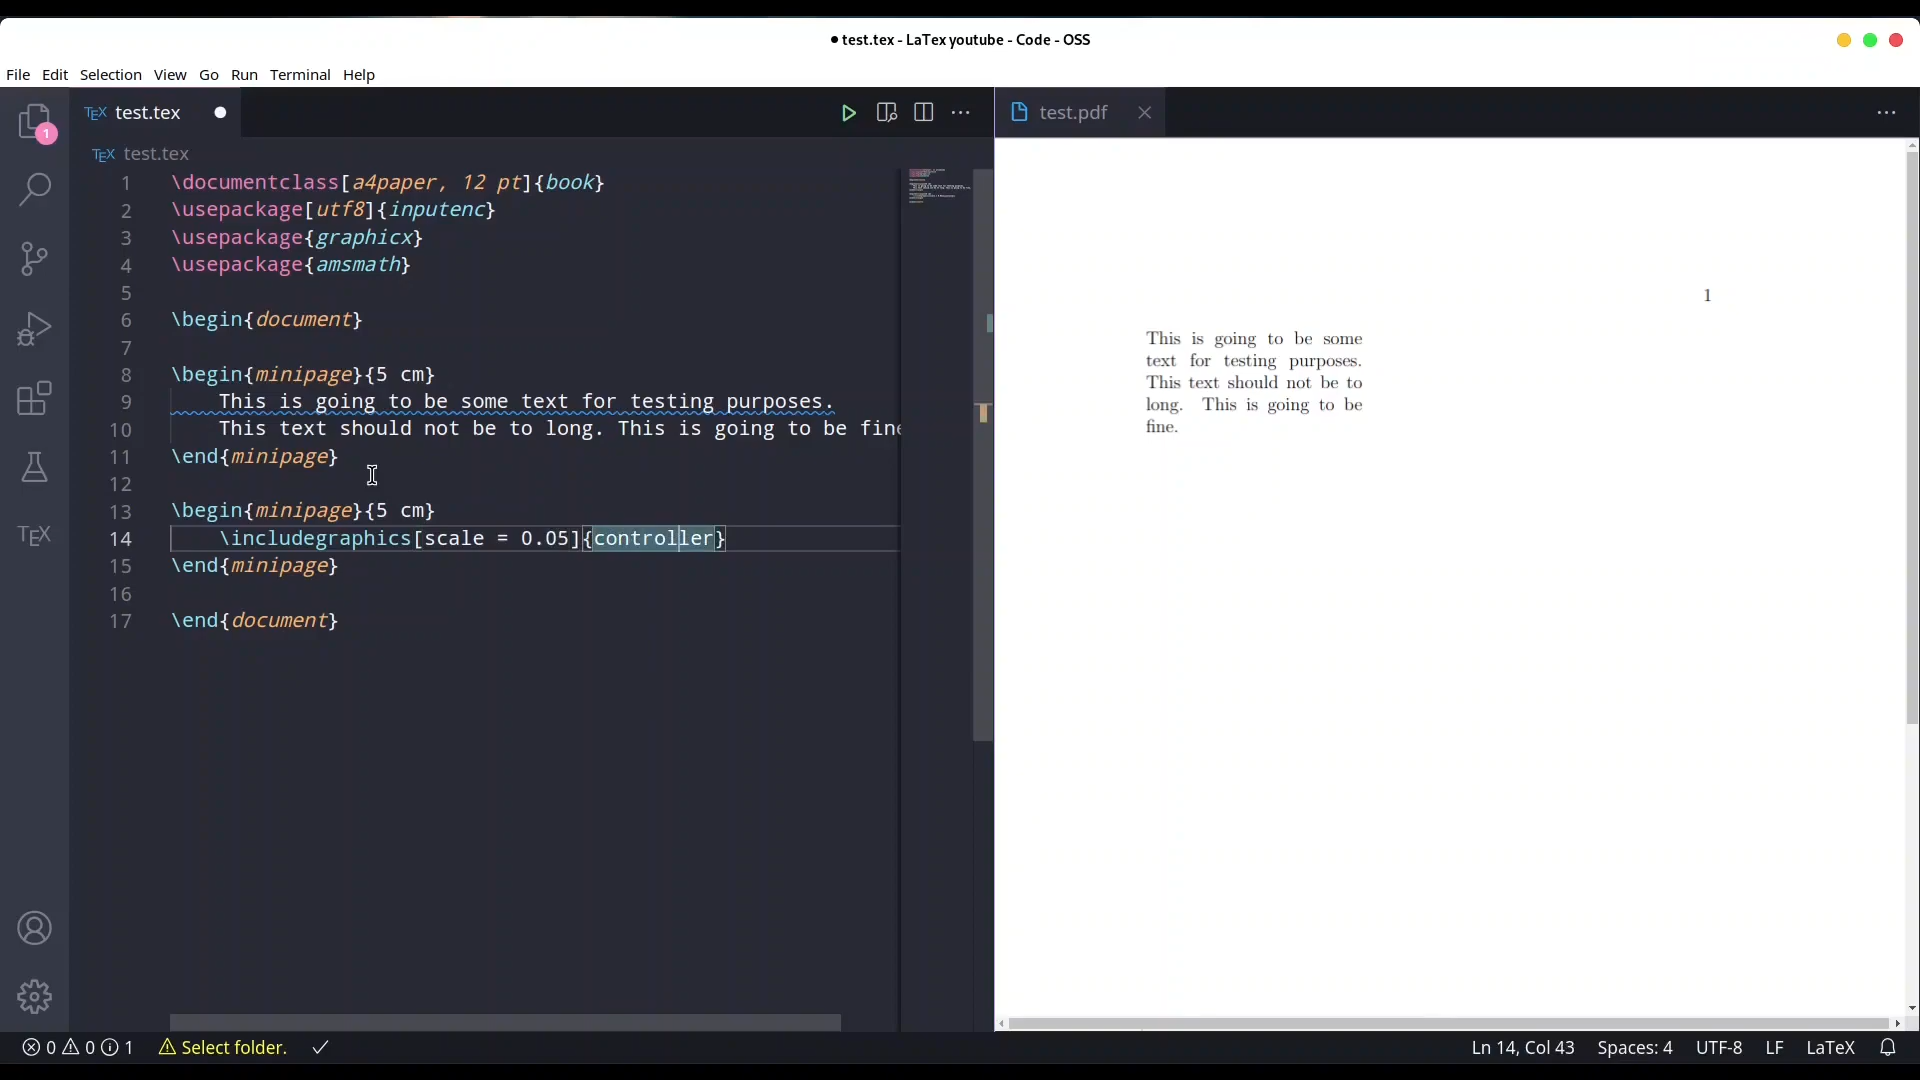 ● test.tex - LaTex youtube - Code - OSS
File Edit Selection View Go Run Terminal Help
TEX test.tex
test.pdf
1
TEX test.tex
1 \documentclass[a4paper, 12 pt]{book}
2 \usepackage[utf8]{inputenc}
3 \usepackage{graphicx}
4 \usepackage{amsmath}
5
6 \begin{document}
7
8 \begin{minipage}{5 cm}
9 This is going to be some text for testing purposes.
10 This text should not be to long. This is going to be fine
11 \end{minipage}
12
13 \begin{minipage}{5 cm}
14 \includegraphics[scale = 0.05]{controller}
15 \end{minipage}
16
17 \end{document}
TEX
1
This is going to be some
text for testing purposes.
This text should not be to
long. This is going to be
fine.
0 0 1 Select folder.
Ln 14, Col 43 Spaces: 4 UTF-8 LF LaTeX